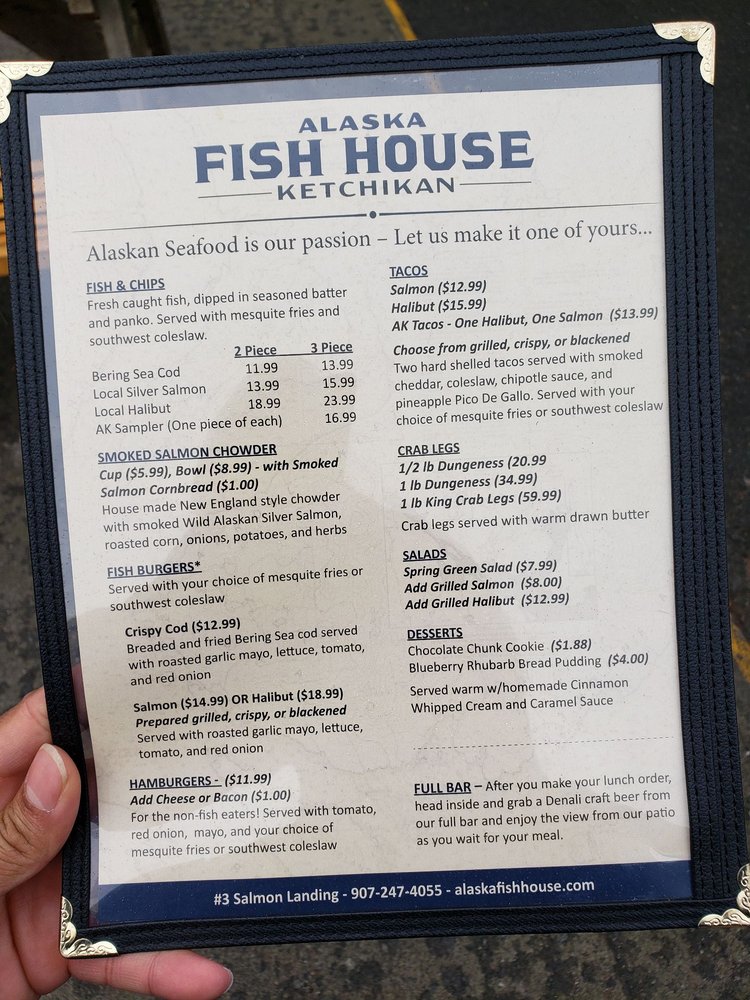 ALASKA
FISH HOUSE
KETCHIKAN
Alaskan Seafood is our passion – Let us make it one of yours...
FISH & CHIPS
Fresh caught fish, dipped in seasoned batter
and panko. Served with mesquite fries and
southwest coleslaw.
2 Piece 3 Piece
Bering Sea Cod 11.99 13.99
Local Silver Salmon 13.99 15.99
Local Halibut 18.99 23.99
AK Sampler (One piece of each) 16.99
SMOKED SALMON CHOWDER
Cup ($5.99), Bowl ($8.99) - with Smoked
Salmon Cornbread ($1.00)
House made New England style chowder
with smoked Wild Alaskan Silver Salmon,
roasted corn, onions, potatoes, and herbs
FISH BURGERS*
Served with your choice of mesquite fries or
southwest coleslaw
Crispy Cod ($12.99)
Breaded and fried Bering Sea cod served
with roasted garlic mayo, lettuce, tomato,
and red onion
Salmon ($14.99) OR Halibut ($18.99)
Prepared grilled, crispy, or blackened
Served with roasted garlic mayo, lettuce,
tomato, and red onion
HAMBURGERS - ($11.99)
Add Cheese or Bacon ($1.00)
For the non-fish eaters! Served with tomato,
red onion, mayo, and your choice of
mesquite fries or southwest coleslaw
TACOS
Salmon ($12.99)
Halibut ($15.99)
AK Tacos - One Halibut, One Salmon ($13.99)
Choose from grilled, crispy, or blackened
Two hard shelled tacos served with smoked
cheddar, coleslaw, chipotle sauce, and
pineapple Pico De Gallo. Served with your
choice of mesquite fries or southwest coleslaw
CRAB LEGS
1/2 lb Dungeness (20.99
1 lb Dungeness (34.99)
1 lb King Crab Legs (59.99)
Crab legs served with warm drawn butter
SALADS
Spring Green Salad ($7.99)
Add Grilled Salmon ($8.00)
Add Grilled Halibut ($12.99)
DESSERTS
Chocolate Chunk Cookie ($1.88)
Blueberry Rhubarb Bread Pudding ($4.00)
Served warm w/homemade Cinnamon
Whipped Cream and Caramel Sauce
FULL BAR – After you make your lunch order,
head inside and grab a Denali craft beer from
our full bar and enjoy the view from our patio
as you wait for your meal.
#3 Salmon Landing - 907-247-4055 - alaskafishhouse.com